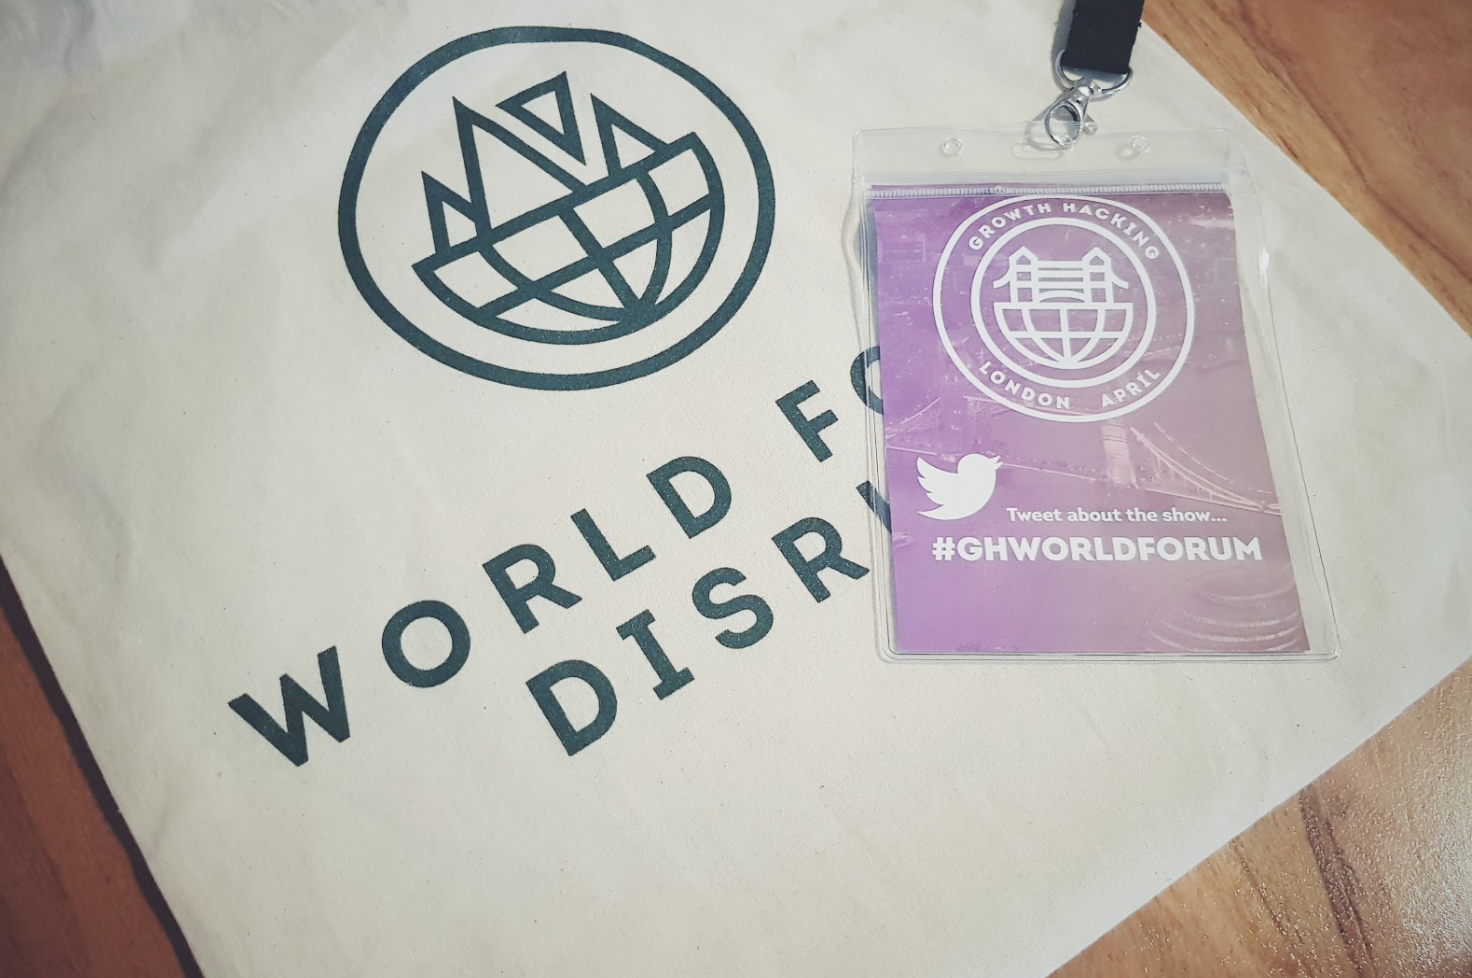 WORLD FO
DISR
GROWTH HACKING
LONDON APRIL
Tweet about the show...
#GHWORLDFORUM